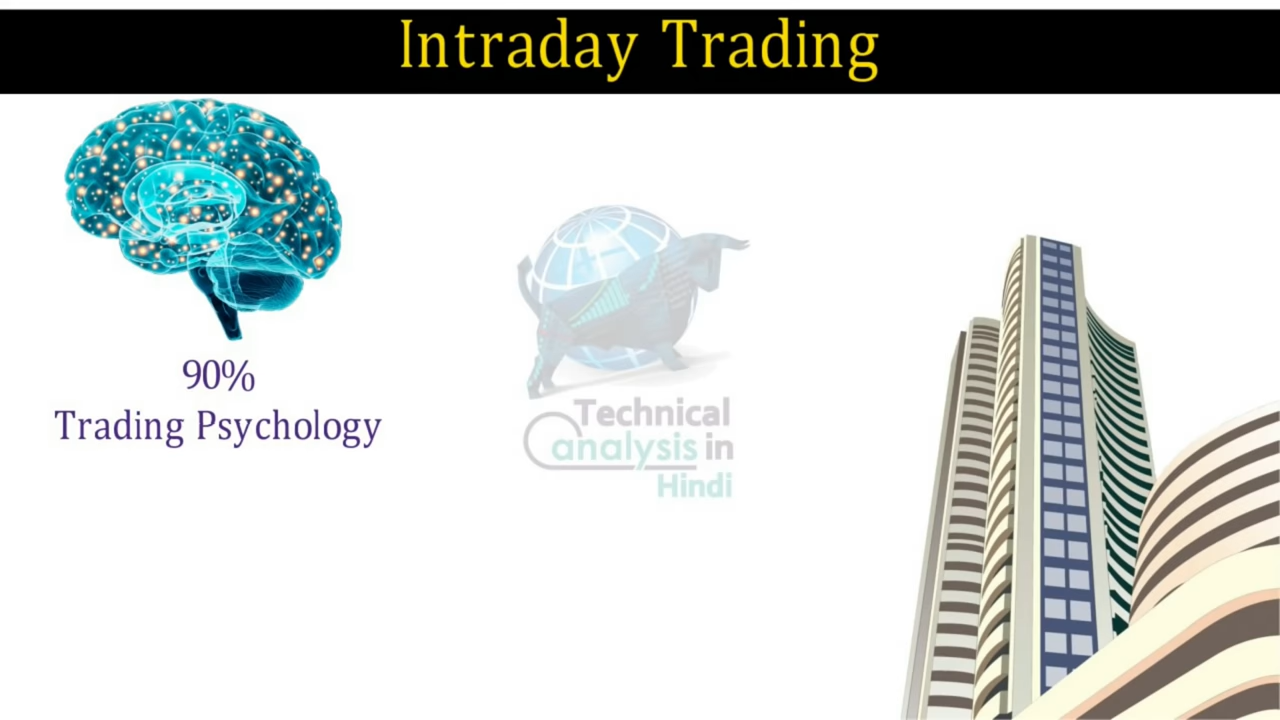 Intraday Trading
90%
Trading Psychology
Technical
analysis in
Hindi